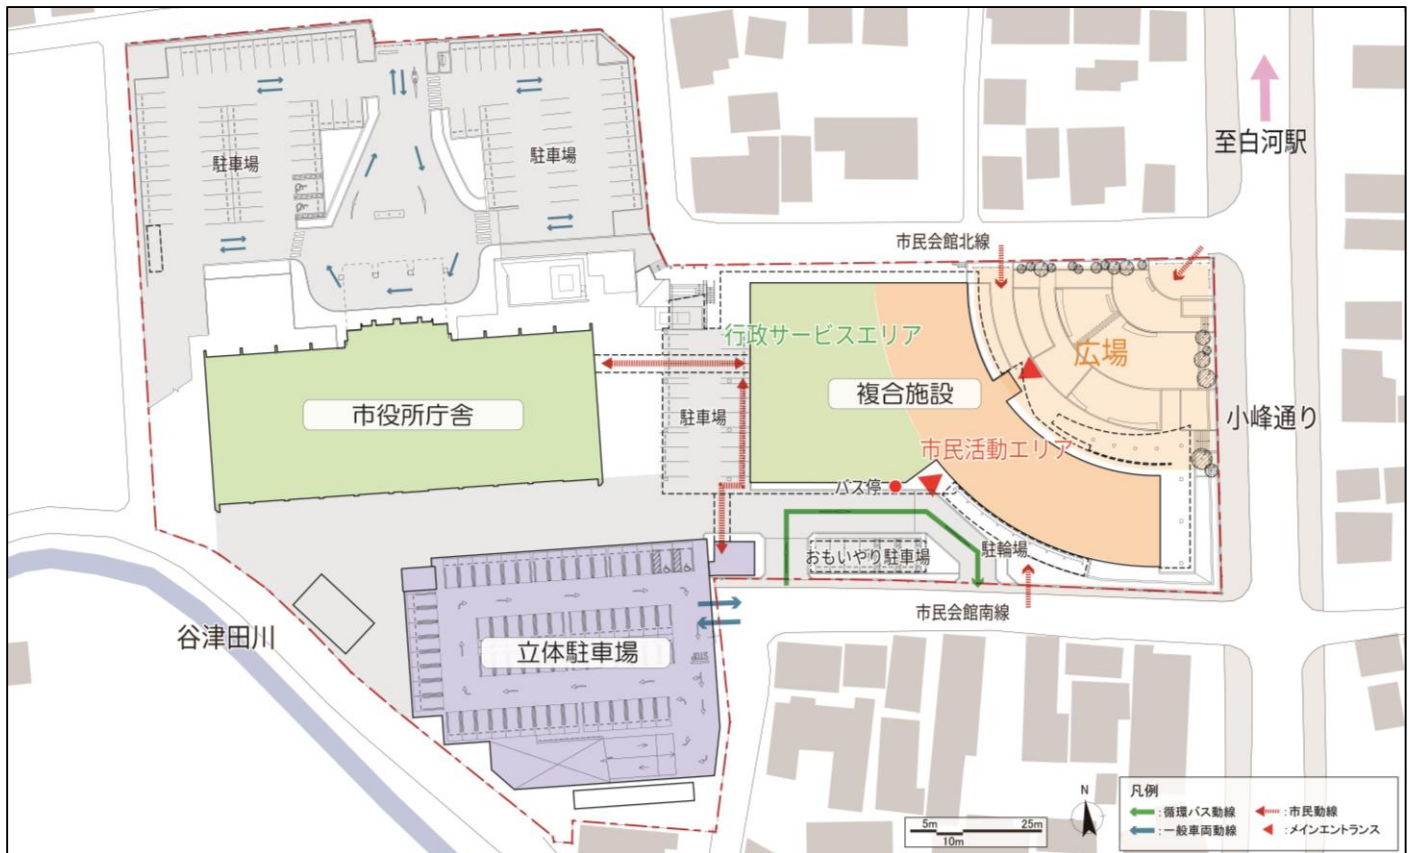 駐車場
駐車場
至白河駅
市民会館北線
行政サービスエリア
広場
複合施設
市役所庁舎
駐車場
小峰通り
市民活動エリア
バス停
おもいやり駐車場
駐輪場
市民会館南線
谷津田川
立体駐車場
N
5m
25m
10m
凡例
:循環バス動線
:市民動線
:一般車両動線
:メインエントランス